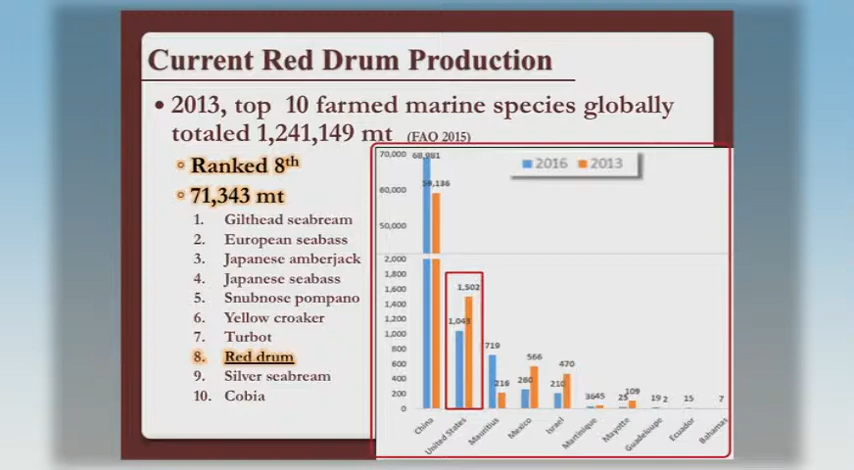 Current Red Drum Production
• 2013, top 10 farmed marine species globally
totaled 1,241,149 mt (FAO 2015)
Ranked 8th
71,343 mt
1. Gilthead seabream
2. European seabass
3. Japanese amberjack
4. Japanese seabass
5. Snubnose pompano
6. Yellow croaker
7. Turbot
8. Red drum
9. Silver seabream
10. Cobia
2016 2013
70,000
60,000
50,000
2,000
1,800
1,600
1,400
1,200
1,000
800
600
400
200
0
68,981
59,136
1,043
1,502
719
216
260
566
210
470
36 45
25
109
19 2
15
7
China
United States
Mauritius
Mexico
Israel
Martinique
Mayotte
Guadeloupe
Ecuador
Bahamas